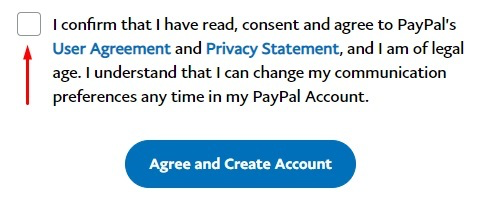 I confirm that I have read, consent and agree to PayPal's
User Agreement and Privacy Statement, and I am of legal
age. I understand that I can change my communication
preferences any time in my PayPal Account.
Agree and Create Account